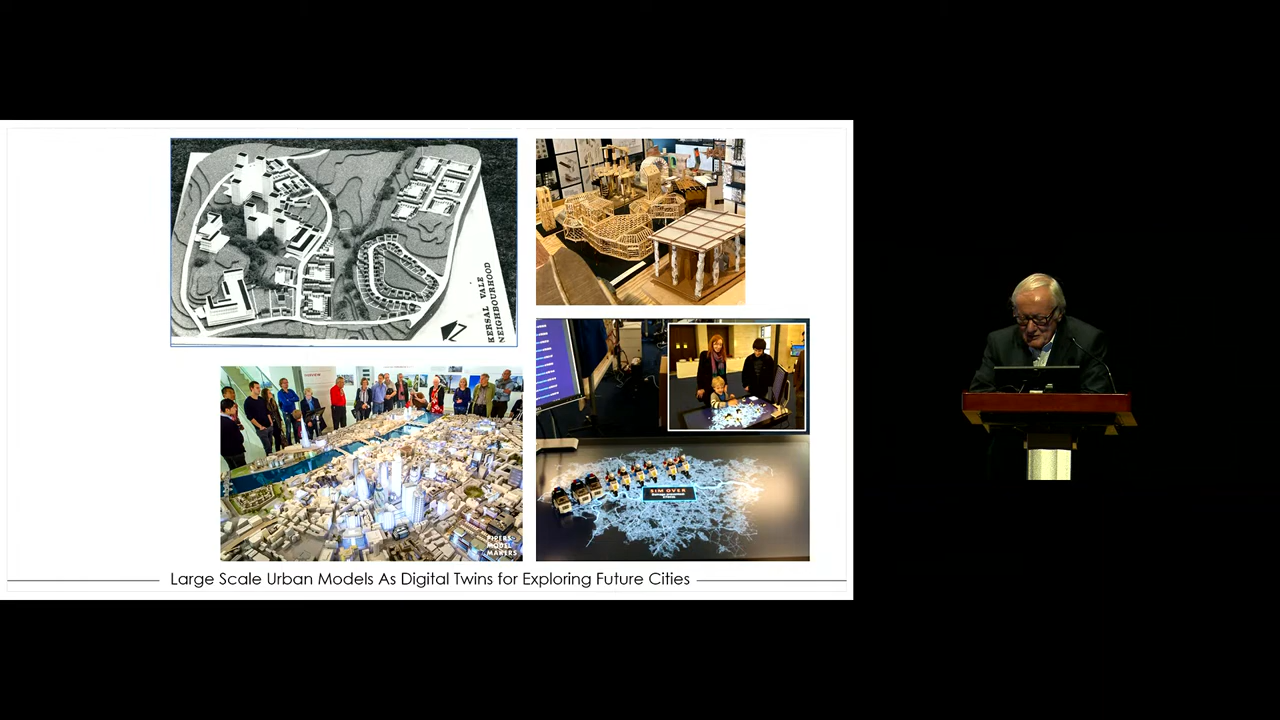 KERSAL VALE
NEIGHBOURHOOD
PIPERS
MODEL
MAKERS
SIM OVER
Large Scale Urban Models As Digital Twins for Exploring Future Cities